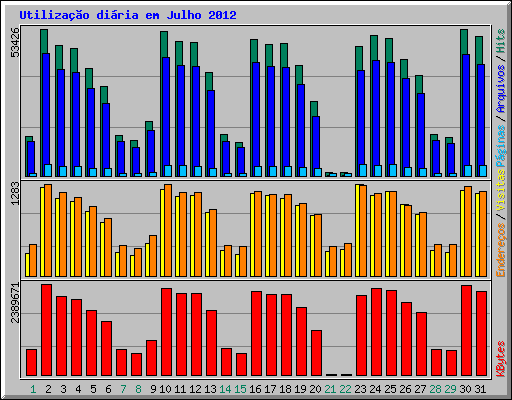 Utilização diária em Julho 2012
53426
1283
2389671
Endereços / Visitas Páginas / Arquivos / Hits
KBytes
1 2 3 4 5 6 7 8 9 10 11 12 13 14 15 16 17 18 19 20 21 22 23 24 25 26 27 28 29 30 31